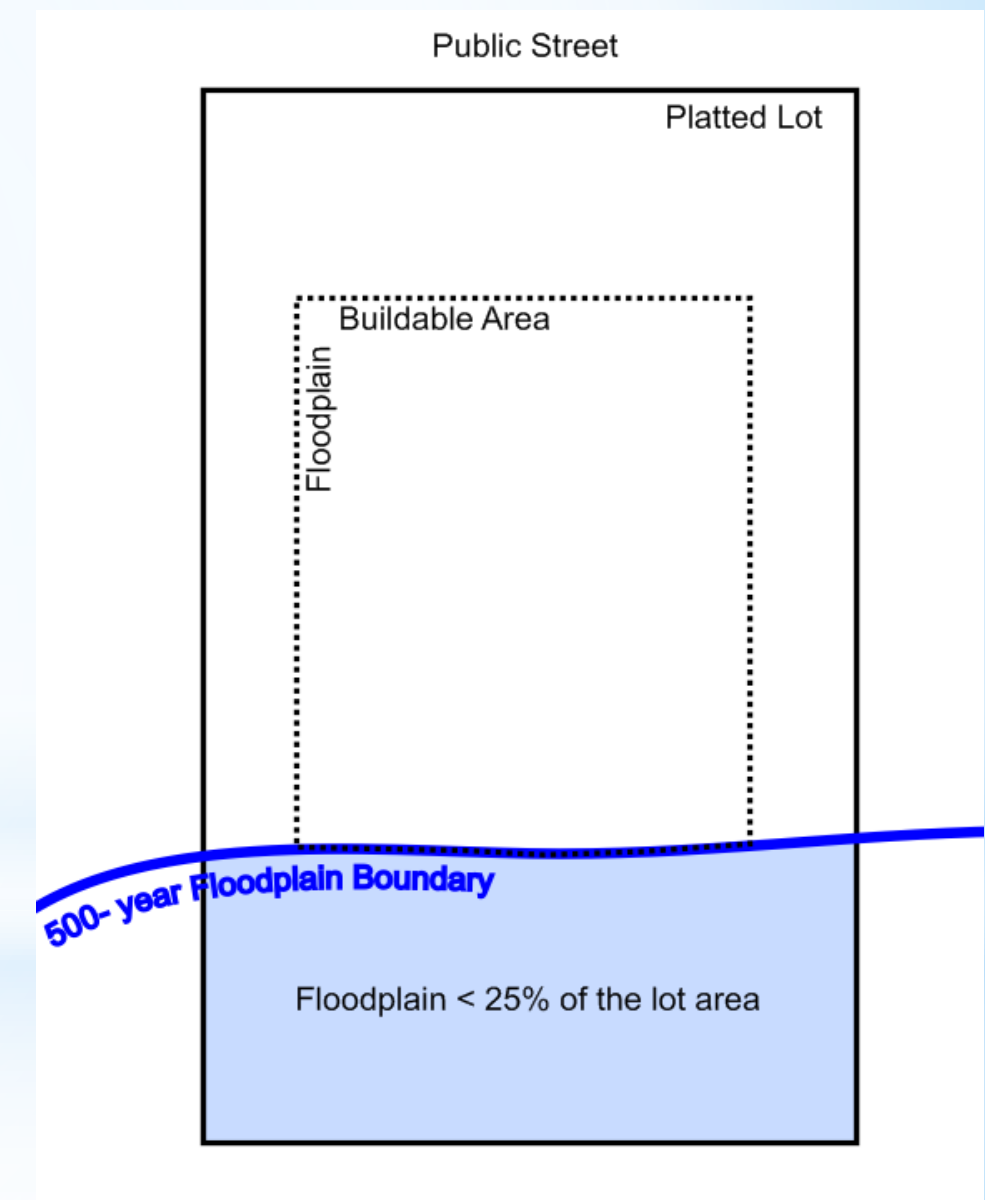 Public Street
Platted Lot
Buildable Area
Floodplain
500- year Floodplain Boundary
Floodplain < 25% of the lot area